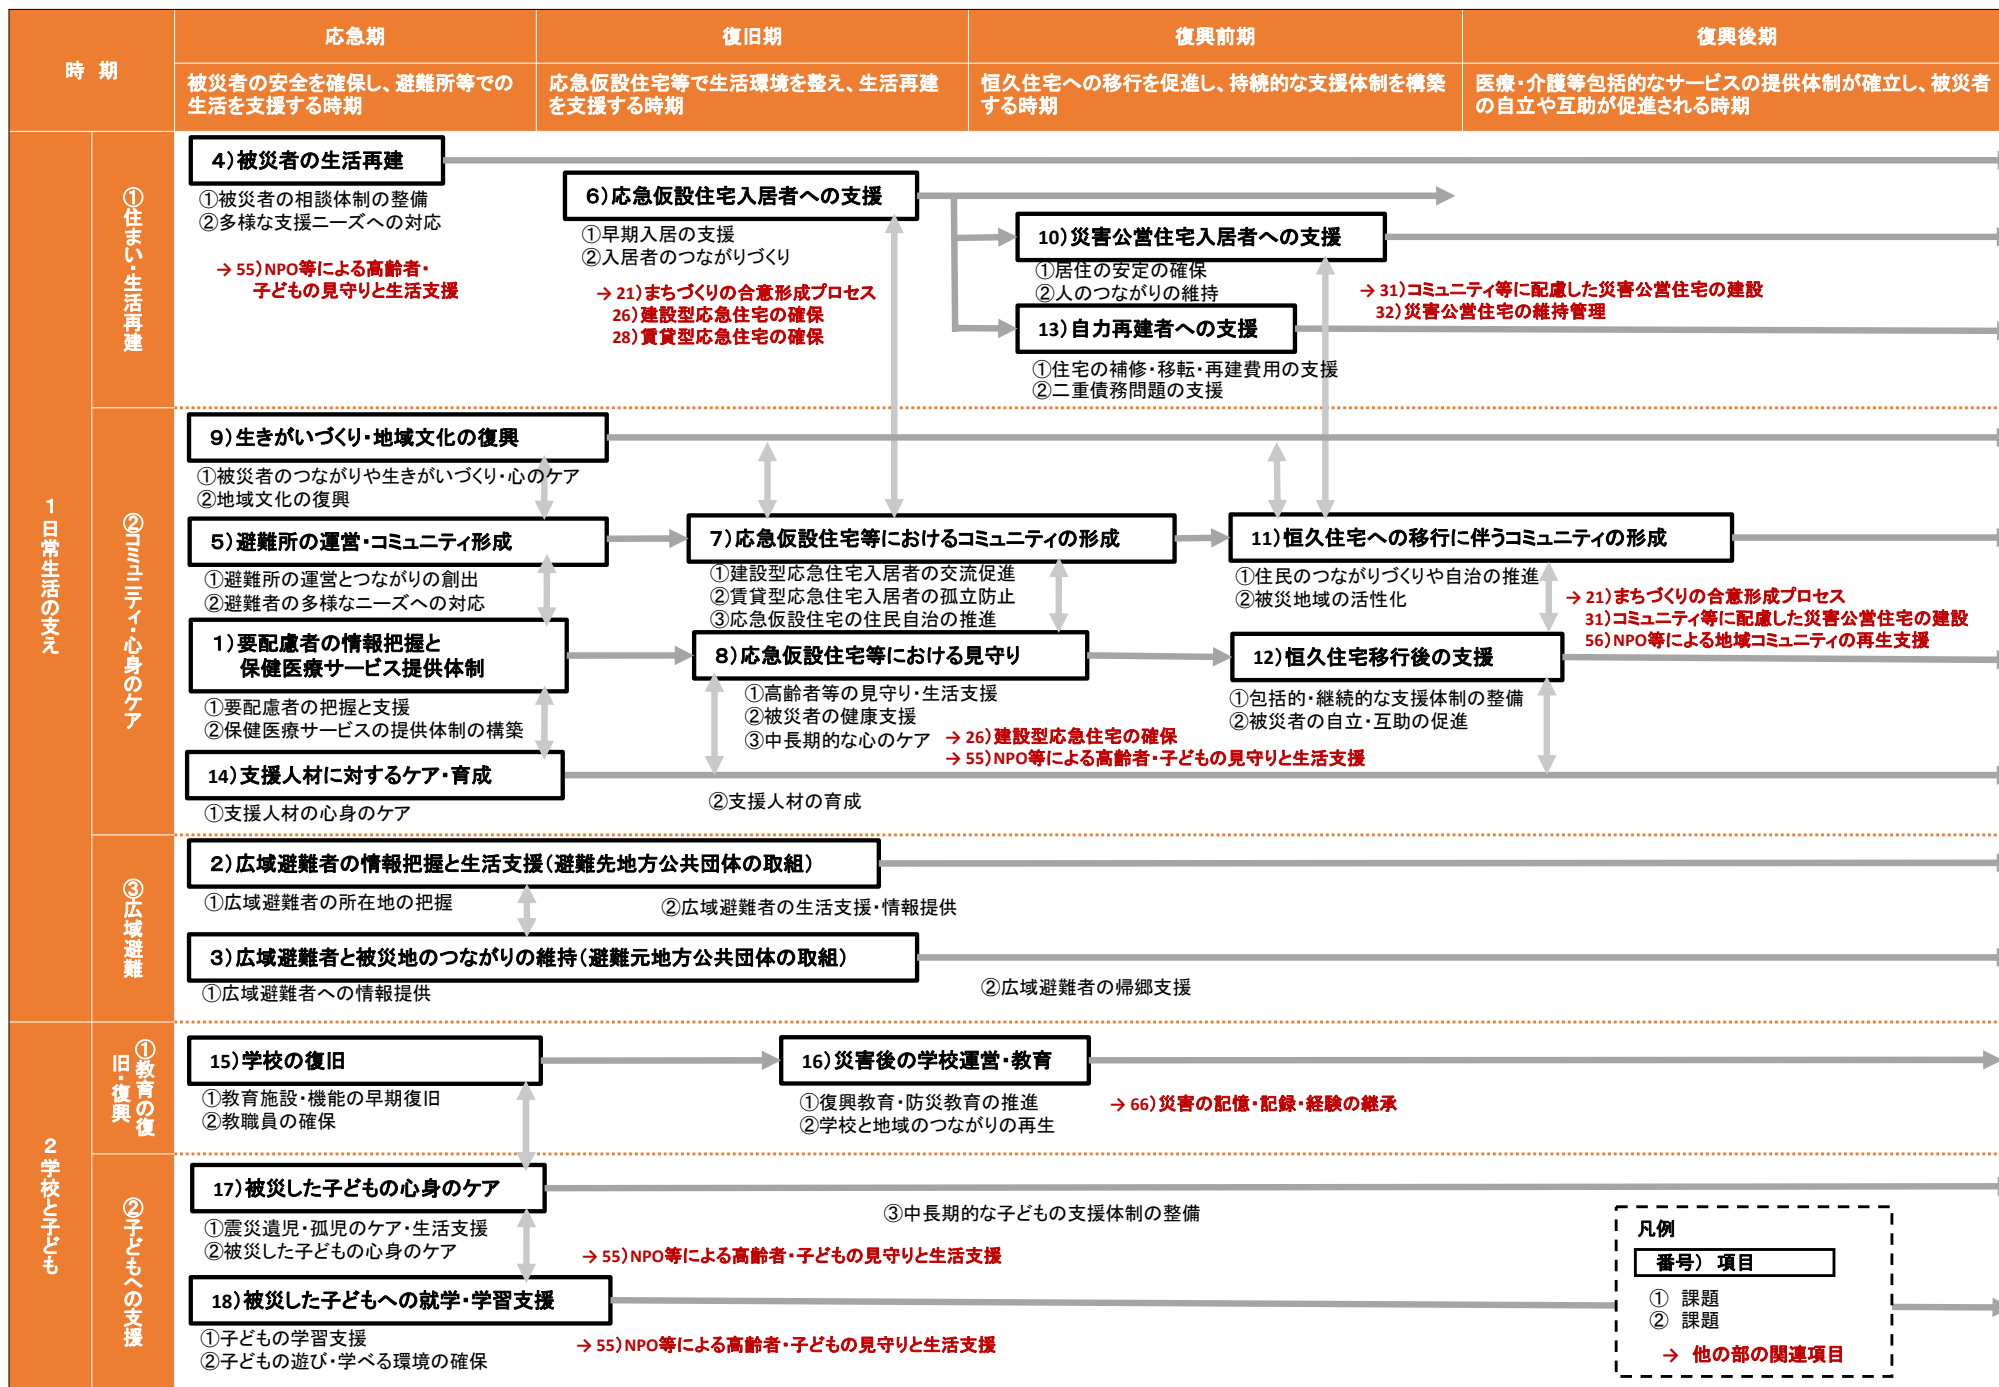 時 期
応急期
復旧期
復興前期
復興後期
被災者の安全を確保し、避難所等での
生活を支援する時期
応急仮設住宅等で生活環境を整え、生活再建
を支援する時期
恒久住宅への移行を促進し、持続的な支援体制を構築
する時期
医療・介護等包括的なサービスの提供体制が確立し、被災者
の自立や互助が促進される時期
1 日常生活の支え
①住まい・生活再建
4)被災者の生活再建
①被災者の相談体制の整備
②多様な支援ニーズへの対応
→ 55)NPO等による高齢者・
子どもの見守りと生活支援
6)応急仮設住宅入居者への支援
①早期入居の支援
②入居者のつながりづくり
→ 21)まちづくりの合意形成プロセス
26)建設型応急住宅の確保
28)賃貸型応急住宅の確保
10)災害公営住宅入居者への支援
①居住の安定の確保
②人のつながりの維持
→ 31)コミュニティ等に配慮した災害公営住宅の建設
32)災害公営住宅の維持管理
13)自力再建者への支援
①住宅の補修・移転・再建費用の支援
②二重債務問題の支援
②コミュニティ・心身のケア
9)生きがいづくり・地域文化の復興
①被災者のつながりや生きがいづくり・心のケア
②地域文化の復興
5)避難所の運営・コミュニティ形成
①避難所の運営とつながりの創出
②避難者の多様なニーズへの対応
7)応急仮設住宅等におけるコミュニティの形成
①建設型応急住宅入居者の交流促進
②賃貸型応急住宅入居者の孤立防止
③応急仮設住宅の住民自治の推進
11)恒久住宅への移行に伴うコミュニティの形成
①住民のつながりづくりや自治の推進
②被災地域の活性化
→ 21)まちづくりの合意形成プロセス
31)コミュニティ等に配慮した災害公営住宅の建設
56)NPO等による地域コミュニティの再生支援
1)要配慮者の情報把握と
保健医療サービス提供体制
①要配慮者の把握と支援
②保健医療サービスの提供体制の構築
8)応急仮設住宅等における見守り
①高齢者等の見守り・生活支援
②被災者の健康支援
③中長期的な心のケア
→ 26)建設型応急住宅の確保
→ 55)NPO等による高齢者・子どもの見守りと生活支援
12)恒久住宅移行後の支援
①包括的・継続的な支援体制の整備
②被災者の自立・互助の促進
14)支援人材に対するケア・育成
①支援人材の心身のケア
②支援人材の育成
③広域避難
2)広域避難者の情報把握と生活支援(避難先地方公共団体の取組)
①広域避難者の所在地の把握
②広域避難者の生活支援・情報提供
3)広域避難者と被災地のつながりの維持(避難元地方公共団体の取組)
①広域避難者への情報提供
②広域避難者の帰郷支援
2 学校と子ども
①教育の復
旧・復興
15)学校の復旧
①教育施設・機能の早期復旧
②教職員の確保
16)災害後の学校運営・教育
①復興教育・防災教育の推進
②学校と地域のつながりの再生
→ 66)災害の記憶・記録・経験の継承
②子どもへの支援
17)被災した子どもの心身のケア
①震災遺児・孤児のケア・生活支援
②被災した子どもの心身のケア
③中長期的な子どもの支援体制の整備
→ 55)NPO等による高齢者・子どもの見守りと生活支援
18)被災した子どもへの就学・学習支援
①子どもの学習支援
②子どもの遊び・学べる環境の確保
→ 55)NPO等による高齢者・子どもの見守りと生活支援
凡例
番号) 項目
① 課題
② 課題
→ 他の部の関連項目